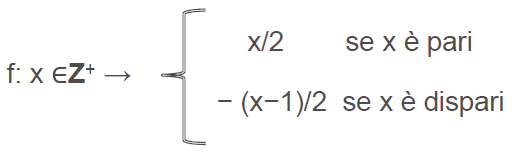 x/2 se x è pari
f: x ∈Z⁺ →
− (x−1)/2 se x è dispari